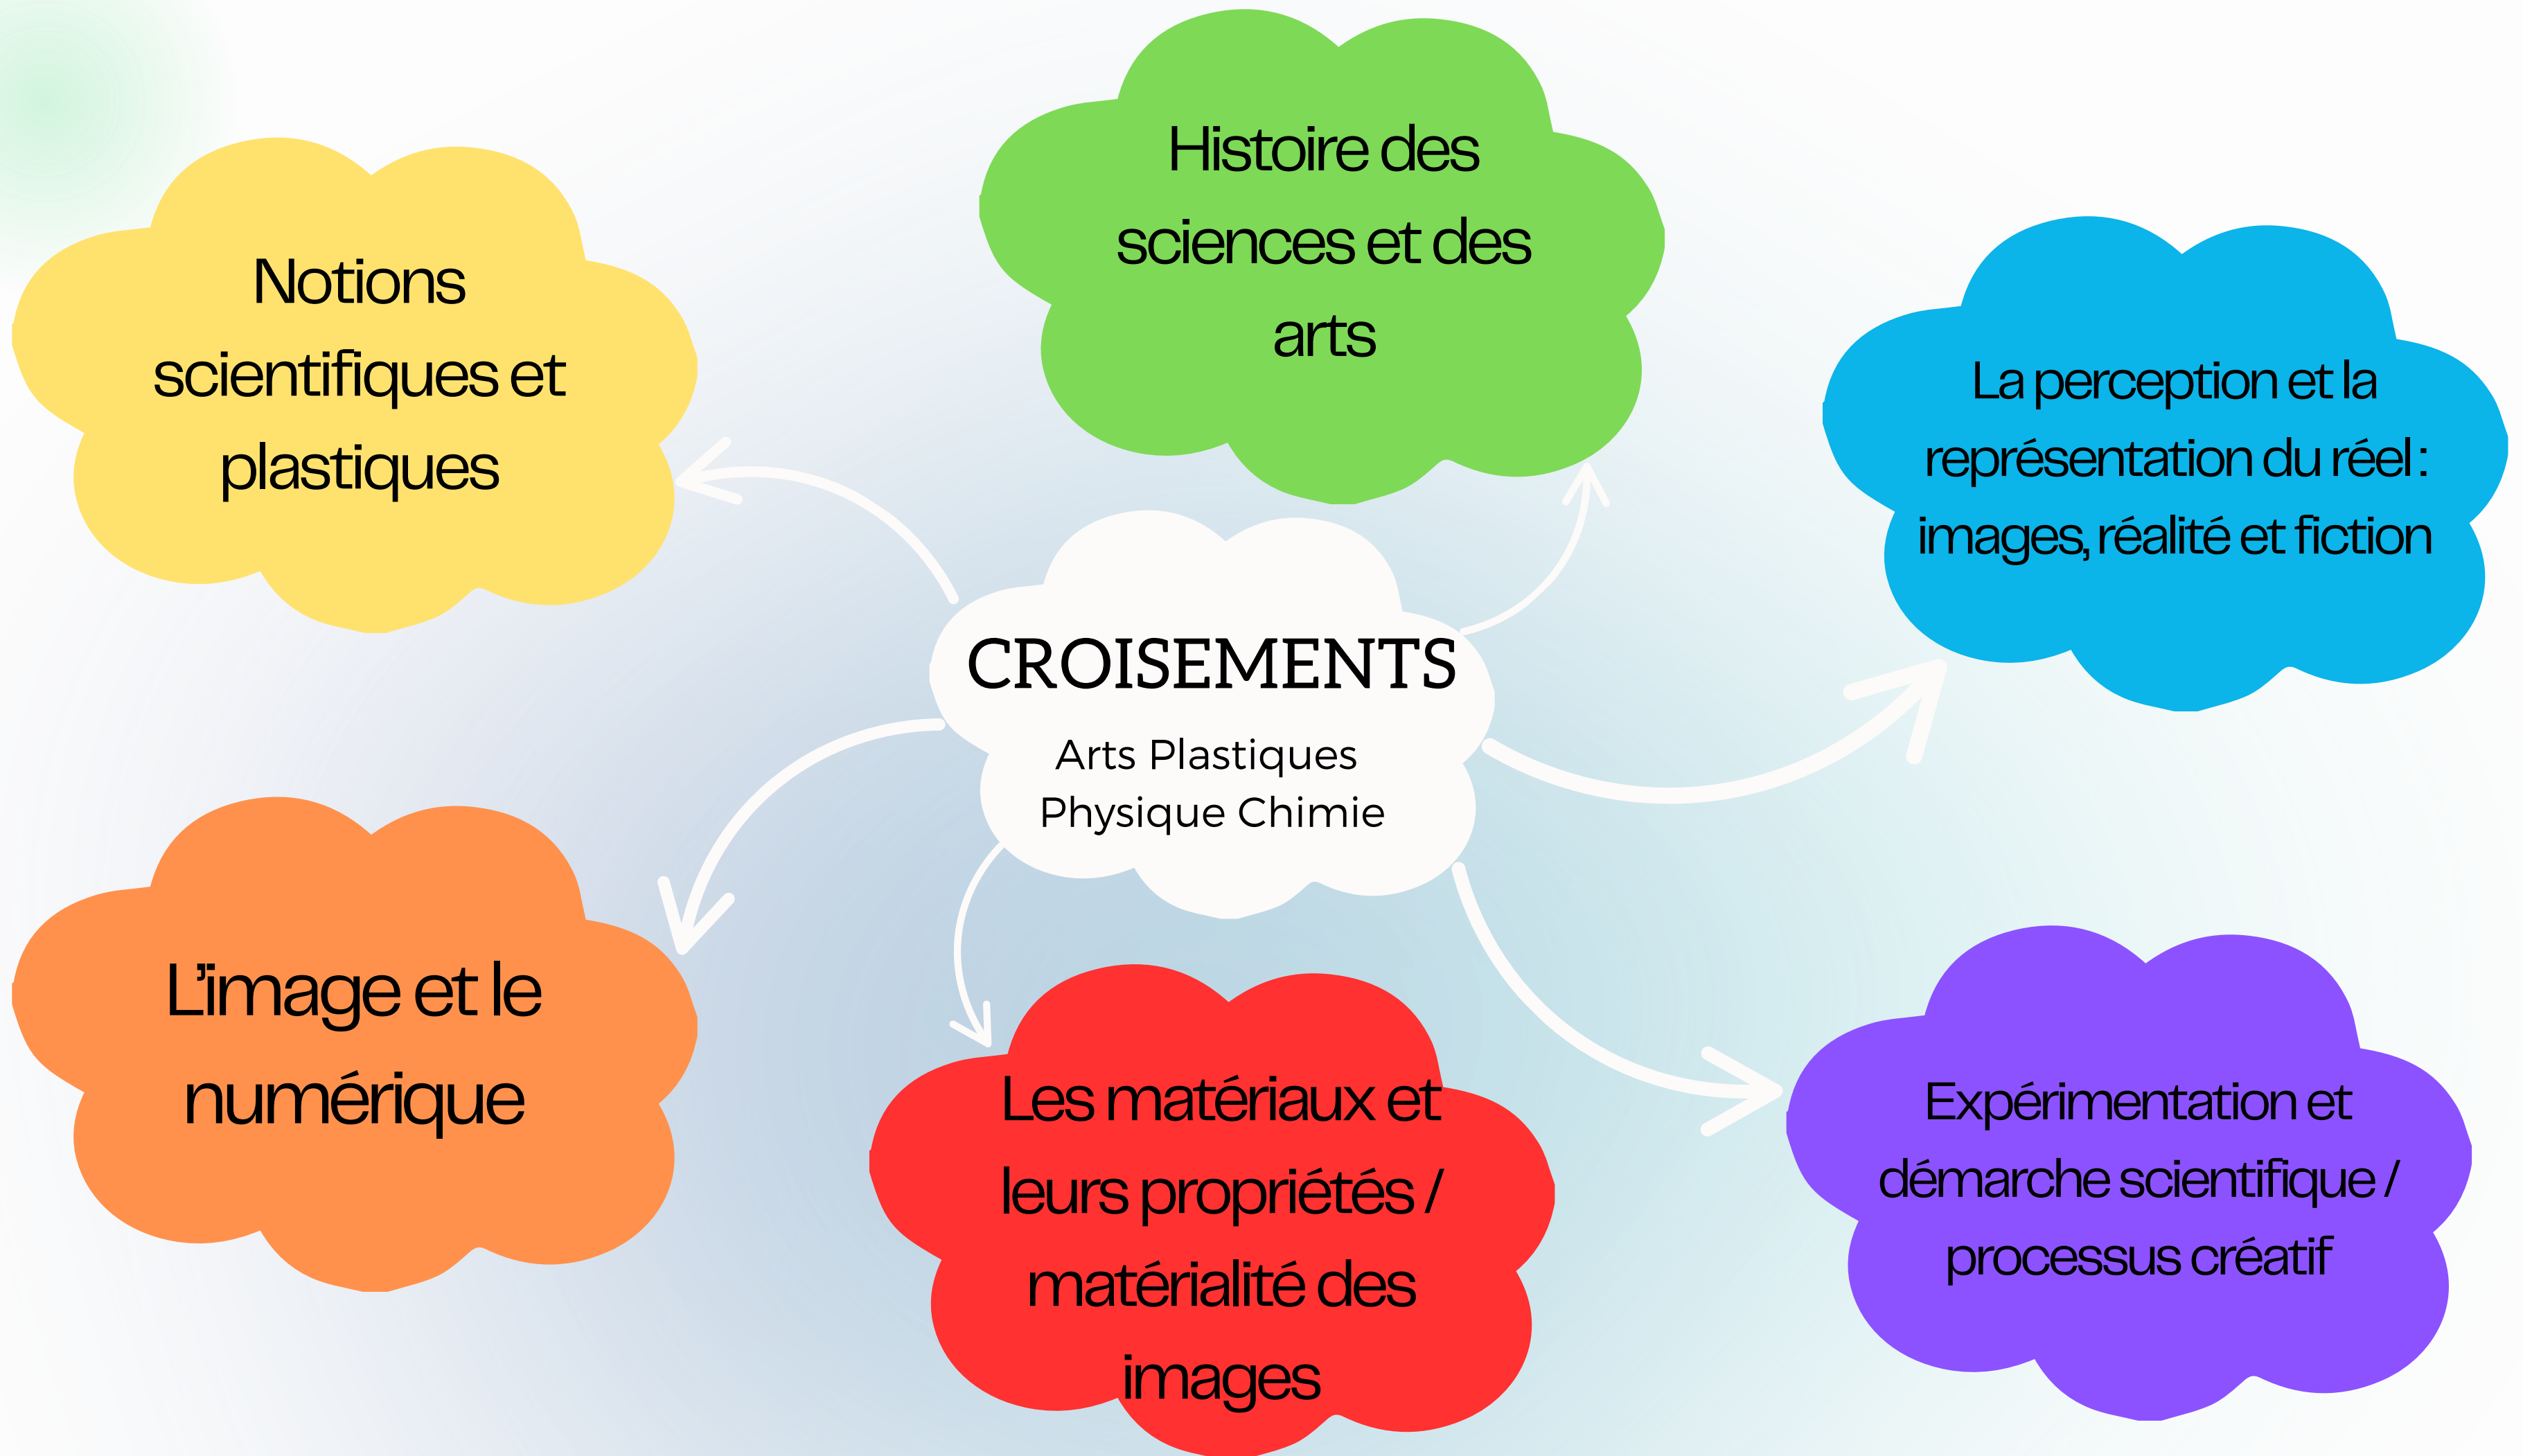 Histoire des
sciences et des
arts
Notions
scientifiques et
plastiques
La perception et la
représentation du réel :
images, réalité et fiction
CROISEMENTS
Arts Plastiques
Physique Chimie
L'image et le
numérique
Les matériaux et
leurs propriétés /
matérialité des
images
Expérimentation et
démarche scientifique /
processus créatif